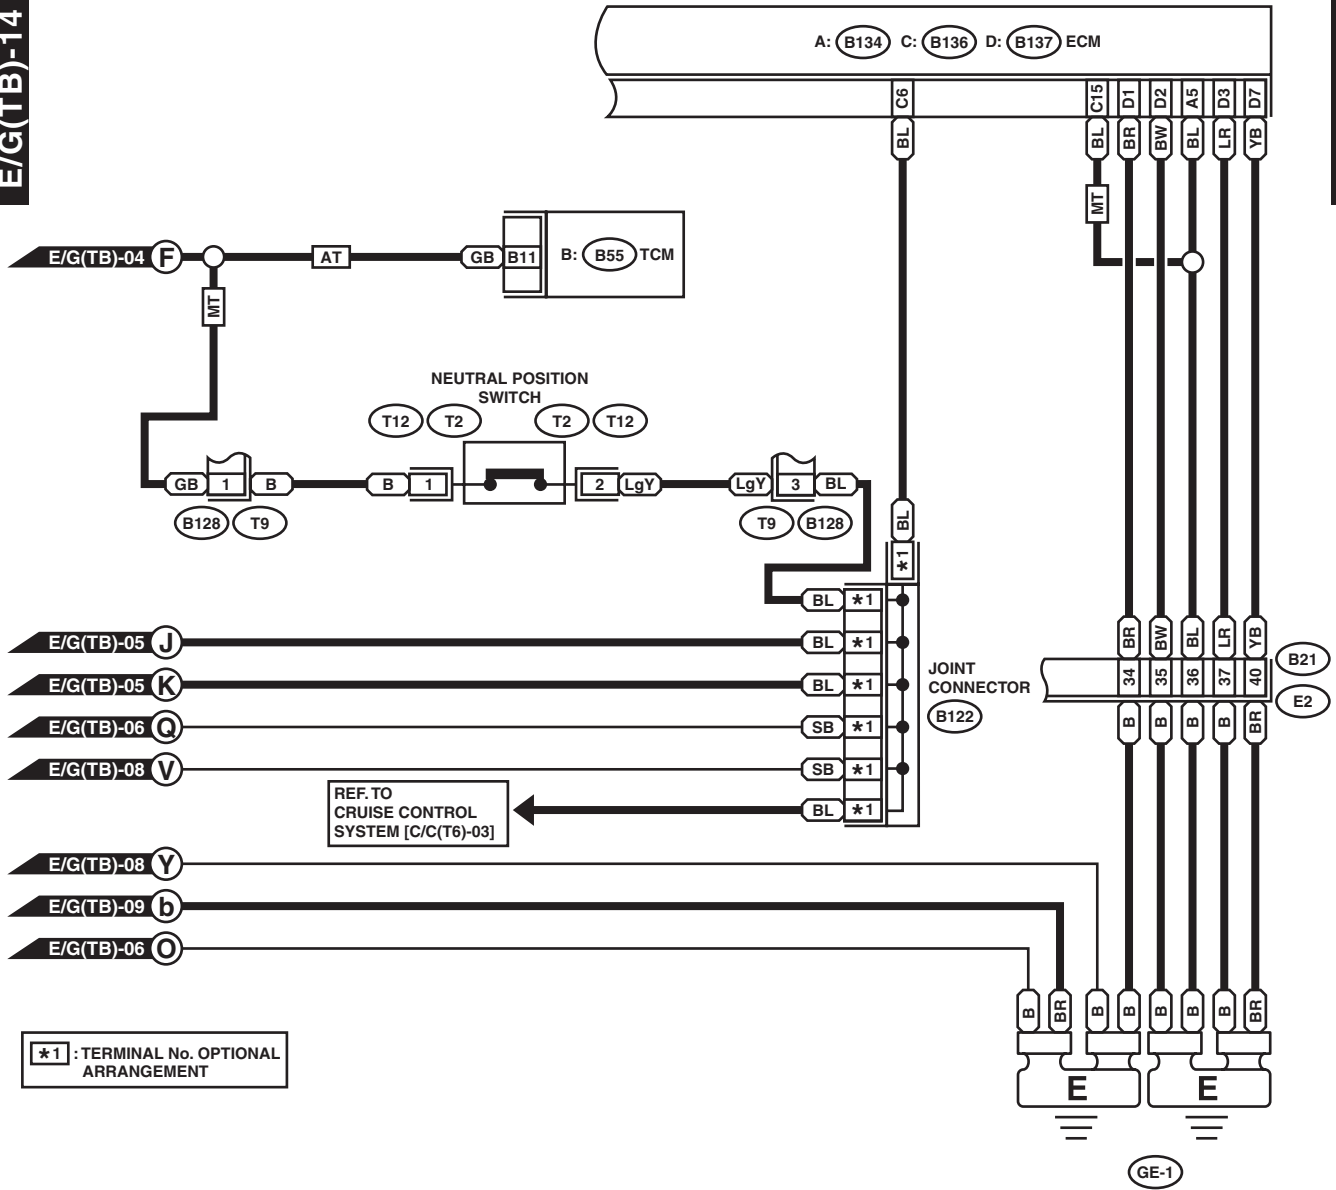 E/G(TB)-14
A: B134 C: B136 D: B137 ECM
C6 C15 D1 D2 A5 D3 D7
BL BL BR BW BL LR YB
MT
E/G(TB)-04 F AT GB B11 B: B55 TCM
MT
NEUTRAL POSITION
SWITCH
T12 T2 T2 T12
GB 1 B B 1 2 LgY LgY 3 BL
B128 T9 T9 B128
BL
*1
BL *1
E/G(TB)-05 J BL *1
E/G(TB)-05 K BL *1
E/G(TB)-06 Q SB *1
E/G(TB)-08 V SB *1
BL *1
JOINT
CONNECTOR
B122
BR BW BL LR YB
34 35 36 37 40
B B B B BR
B21
E2
REF. TO
CRUISE CONTROL
SYSTEM [C/C(T6)-03]
E/G(TB)-08 Y
E/G(TB)-09 b
E/G(TB)-06 O
B BR B B B B B BR
E E
GE-1
*1 : TERMINAL No. OPTIONAL
ARRANGEMENT